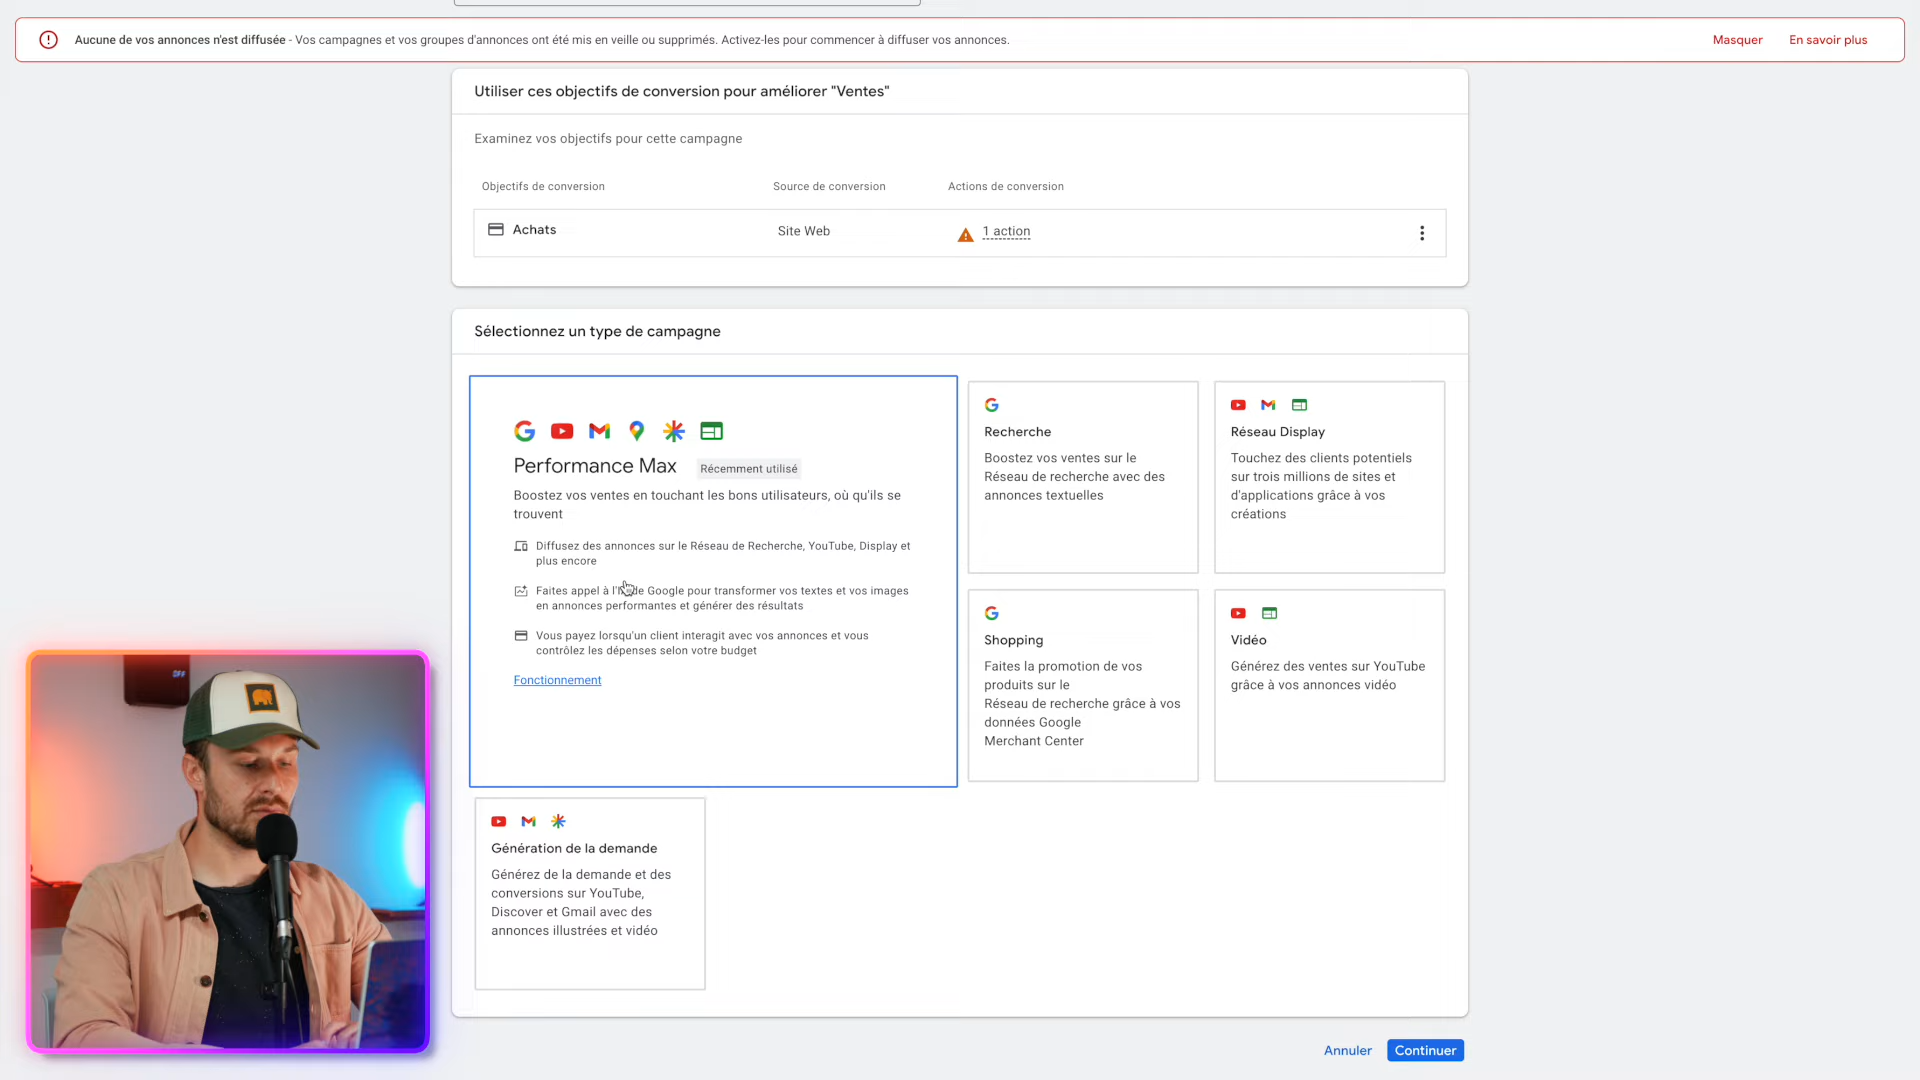 Aucune de vos annonces n'est diffusée - Vos campagnes et vos groupes d'annonces ont été mis en veille ou supprimés. Activez-les pour commencer à diffuser vos annonces.
Masquer
En savoir plus
Utiliser ces objectifs de conversion pour améliorer "Ventes"
Examinez vos objectifs pour cette campagne
Objectifs de conversion
Source de conversion
Actions de conversion
Achats
Site Web
1 action
Sélectionnez un type de campagne
Performance Max
Récemment utilisé
Boostez vos ventes en touchant les bons utilisateurs, où qu'ils se
trouvent
Diffusez des annonces sur le Réseau de Recherche, YouTube, Display et
plus encore
Faites appel à de Google pour transformer vos textes et vos images
en annonces performantes et générer des résultats
Vous payez lorsqu'un client interagit avec vos annonces et vous
contrôlez les dépenses selon votre budget
Fonctionnement
Recherche
Boostez vos ventes sur le
Réseau de recherche avec des
annonces textuelles
Réseau Display
Touchez des clients potentiels
sur trois millions de sites et
d'applications grâce à vos
créations
Shopping
Faites la promotion de vos
produits sur le
Réseau de recherche grâce à vos
données Google
Merchant Center
Vidéo
Générez des ventes sur YouTube
grâce à vos annonces vidéo
Génération de la demande
Générez de la demande et des
conversions sur YouTube,
Discover et Gmail avec des
annonces illustrées et vidéo
Annuler
Continuer